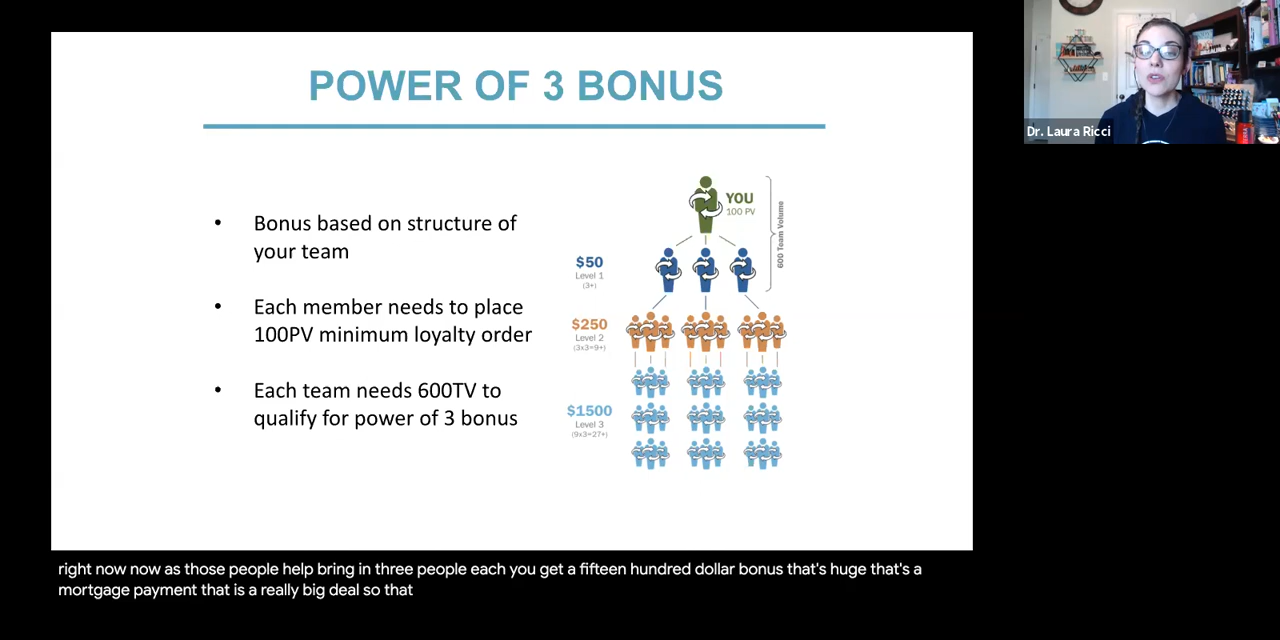 POWER OF 3 BONUS
• Bonus based on structure of
your team
• Each member needs to place
100PV minimum loyalty order
• Each team needs 600TV to
qualify for power of 3 bonus
YOU
100 PV
600 Team Volume
$50
Level 1
(3+)
$250
Level 2
(3x3=9+)
$1500
Level 3
(9x3=27+)
Dr. Laura Ricci
right now now as those people help bring in three people each you get a fifteen hundred dollar bonus that's huge that's a
mortgage payment that is a really big deal so that